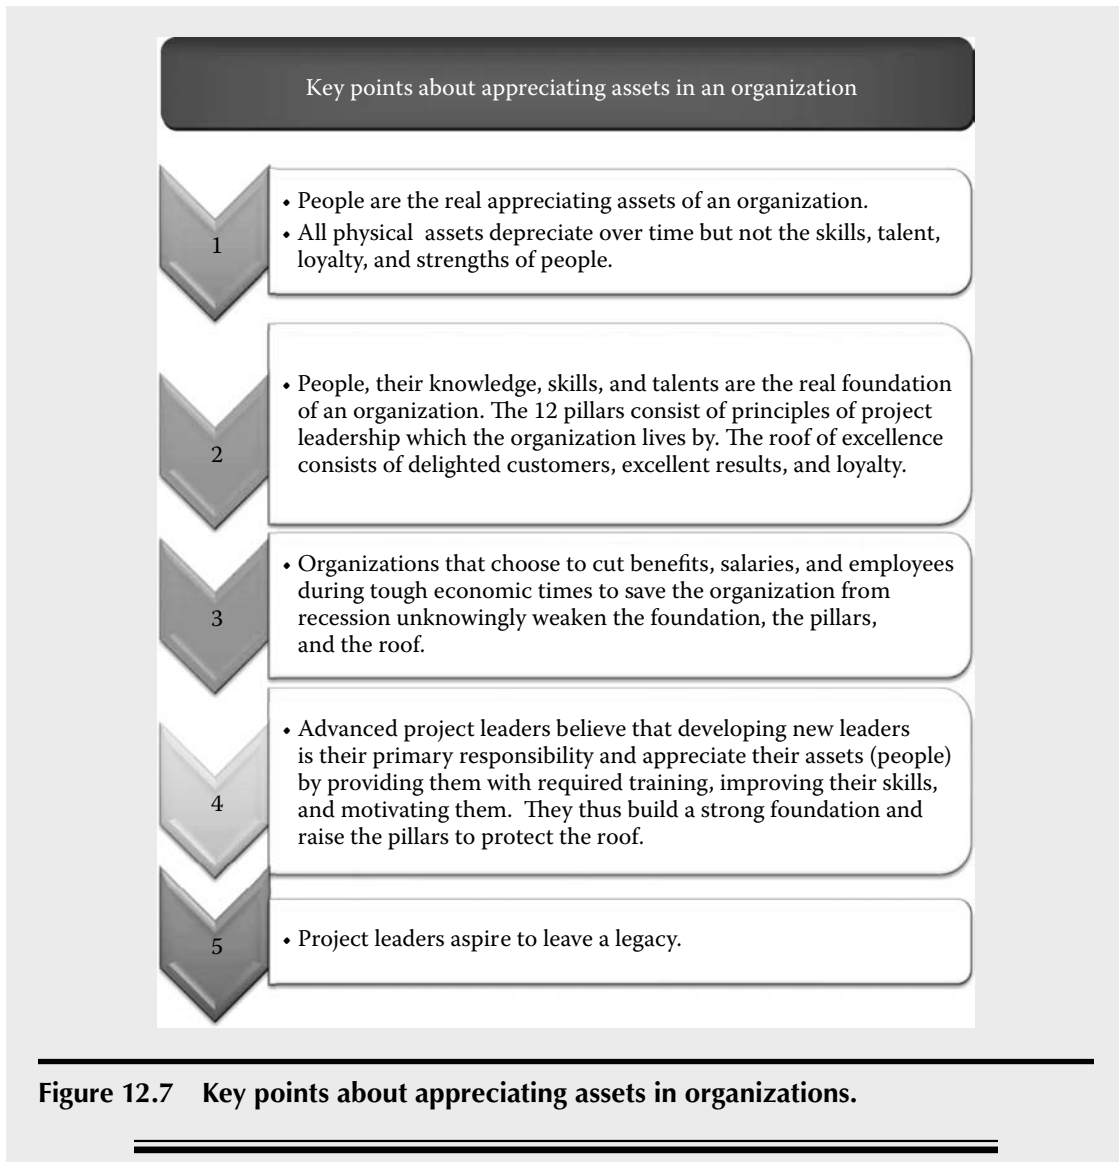 Key points about appreciating assets in an organization
1
• People are the real appreciating assets of an organization.
• All physical assets depreciate over time but not the skills, talent,
loyalty, and strengths of people.
2
• People, their knowledge, skills, and talents are the real foundation
of an organization. The 12 pillars consist of principles of project
leadership which the organization lives by. The roof of excellence
consists of delighted customers, excellent results, and loyalty.
3
• Organizations that choose to cut benefits, salaries, and employees
during tough economic times to save the organization from
recession unknowingly weaken the foundation, the pillars,
and the roof.
4
• Advanced project leaders believe that developing new leaders
is their primary responsibility and appreciate their assets (people)
by providing them with required training, improving their skills,
and motivating them. They thus build a strong foundation and
raise the pillars to protect the roof.
5
• Project leaders aspire to leave a legacy.
Figure 12.7 Key points about appreciating assets in organizations.